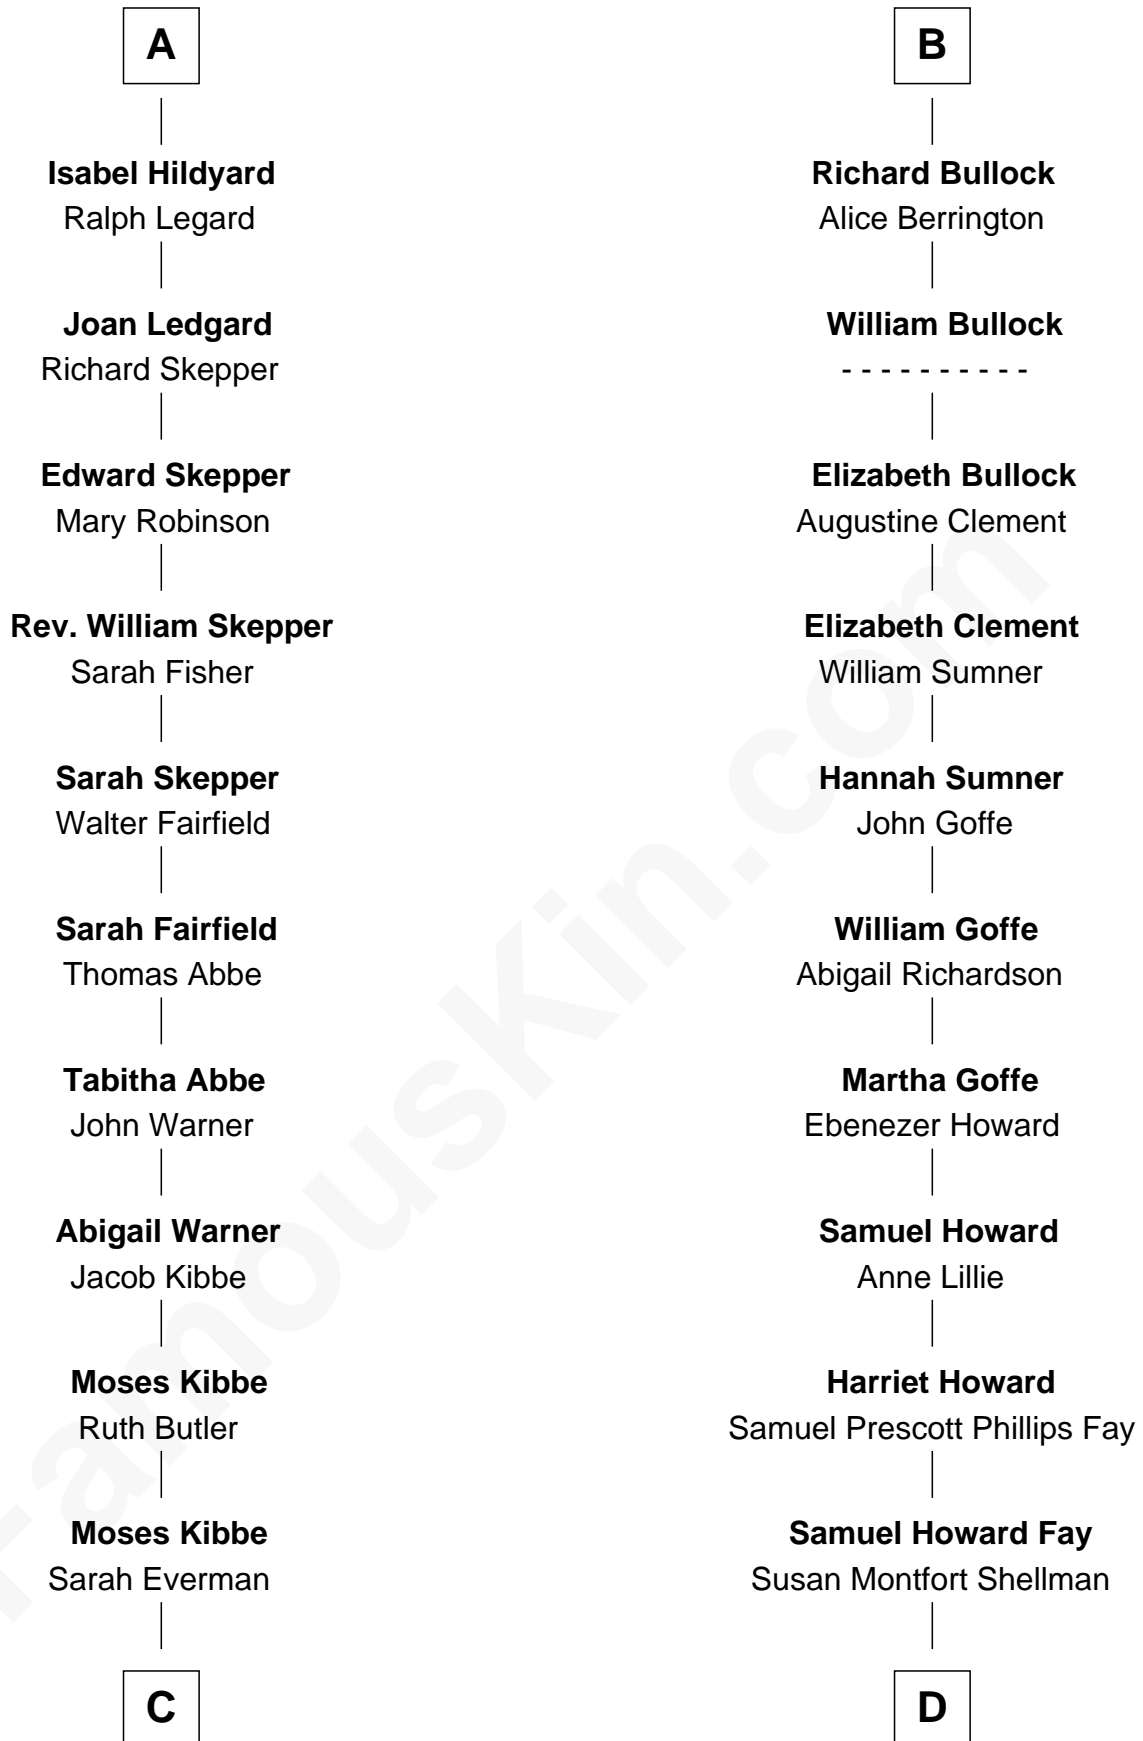 A
Isabel Hildyard
Ralph Legard
Joan Ledgard
Richard Skepper
Edward Skepper
Mary Robinson
Rev. William Skepper
Sarah Fisher
Sarah Skepper
Walter Fairfield
Sarah Fairfield
Thomas Abbe
Tabitha Abbe
John Warner
Abigail Warner
Jacob Kibbe
Moses Kibbe
Ruth Butler
Moses Kibbe
Sarah Everman
C
B
Richard Bullock
Alice Berrington
William Bullock
- - - - - - - - - -
Elizabeth Bullock
Augustine Clement
Elizabeth Clement
William Sumner
Hannah Sumner
John Goffe
William Goffe
Abigail Richardson
Martha Goffe
Ebenezer Howard
Samuel Howard
Anne Lillie
Harriet Howard
Samuel Prescott Phillips Fay
Samuel Howard Fay
Susan Montfort Shellman
D
FamousKin.com